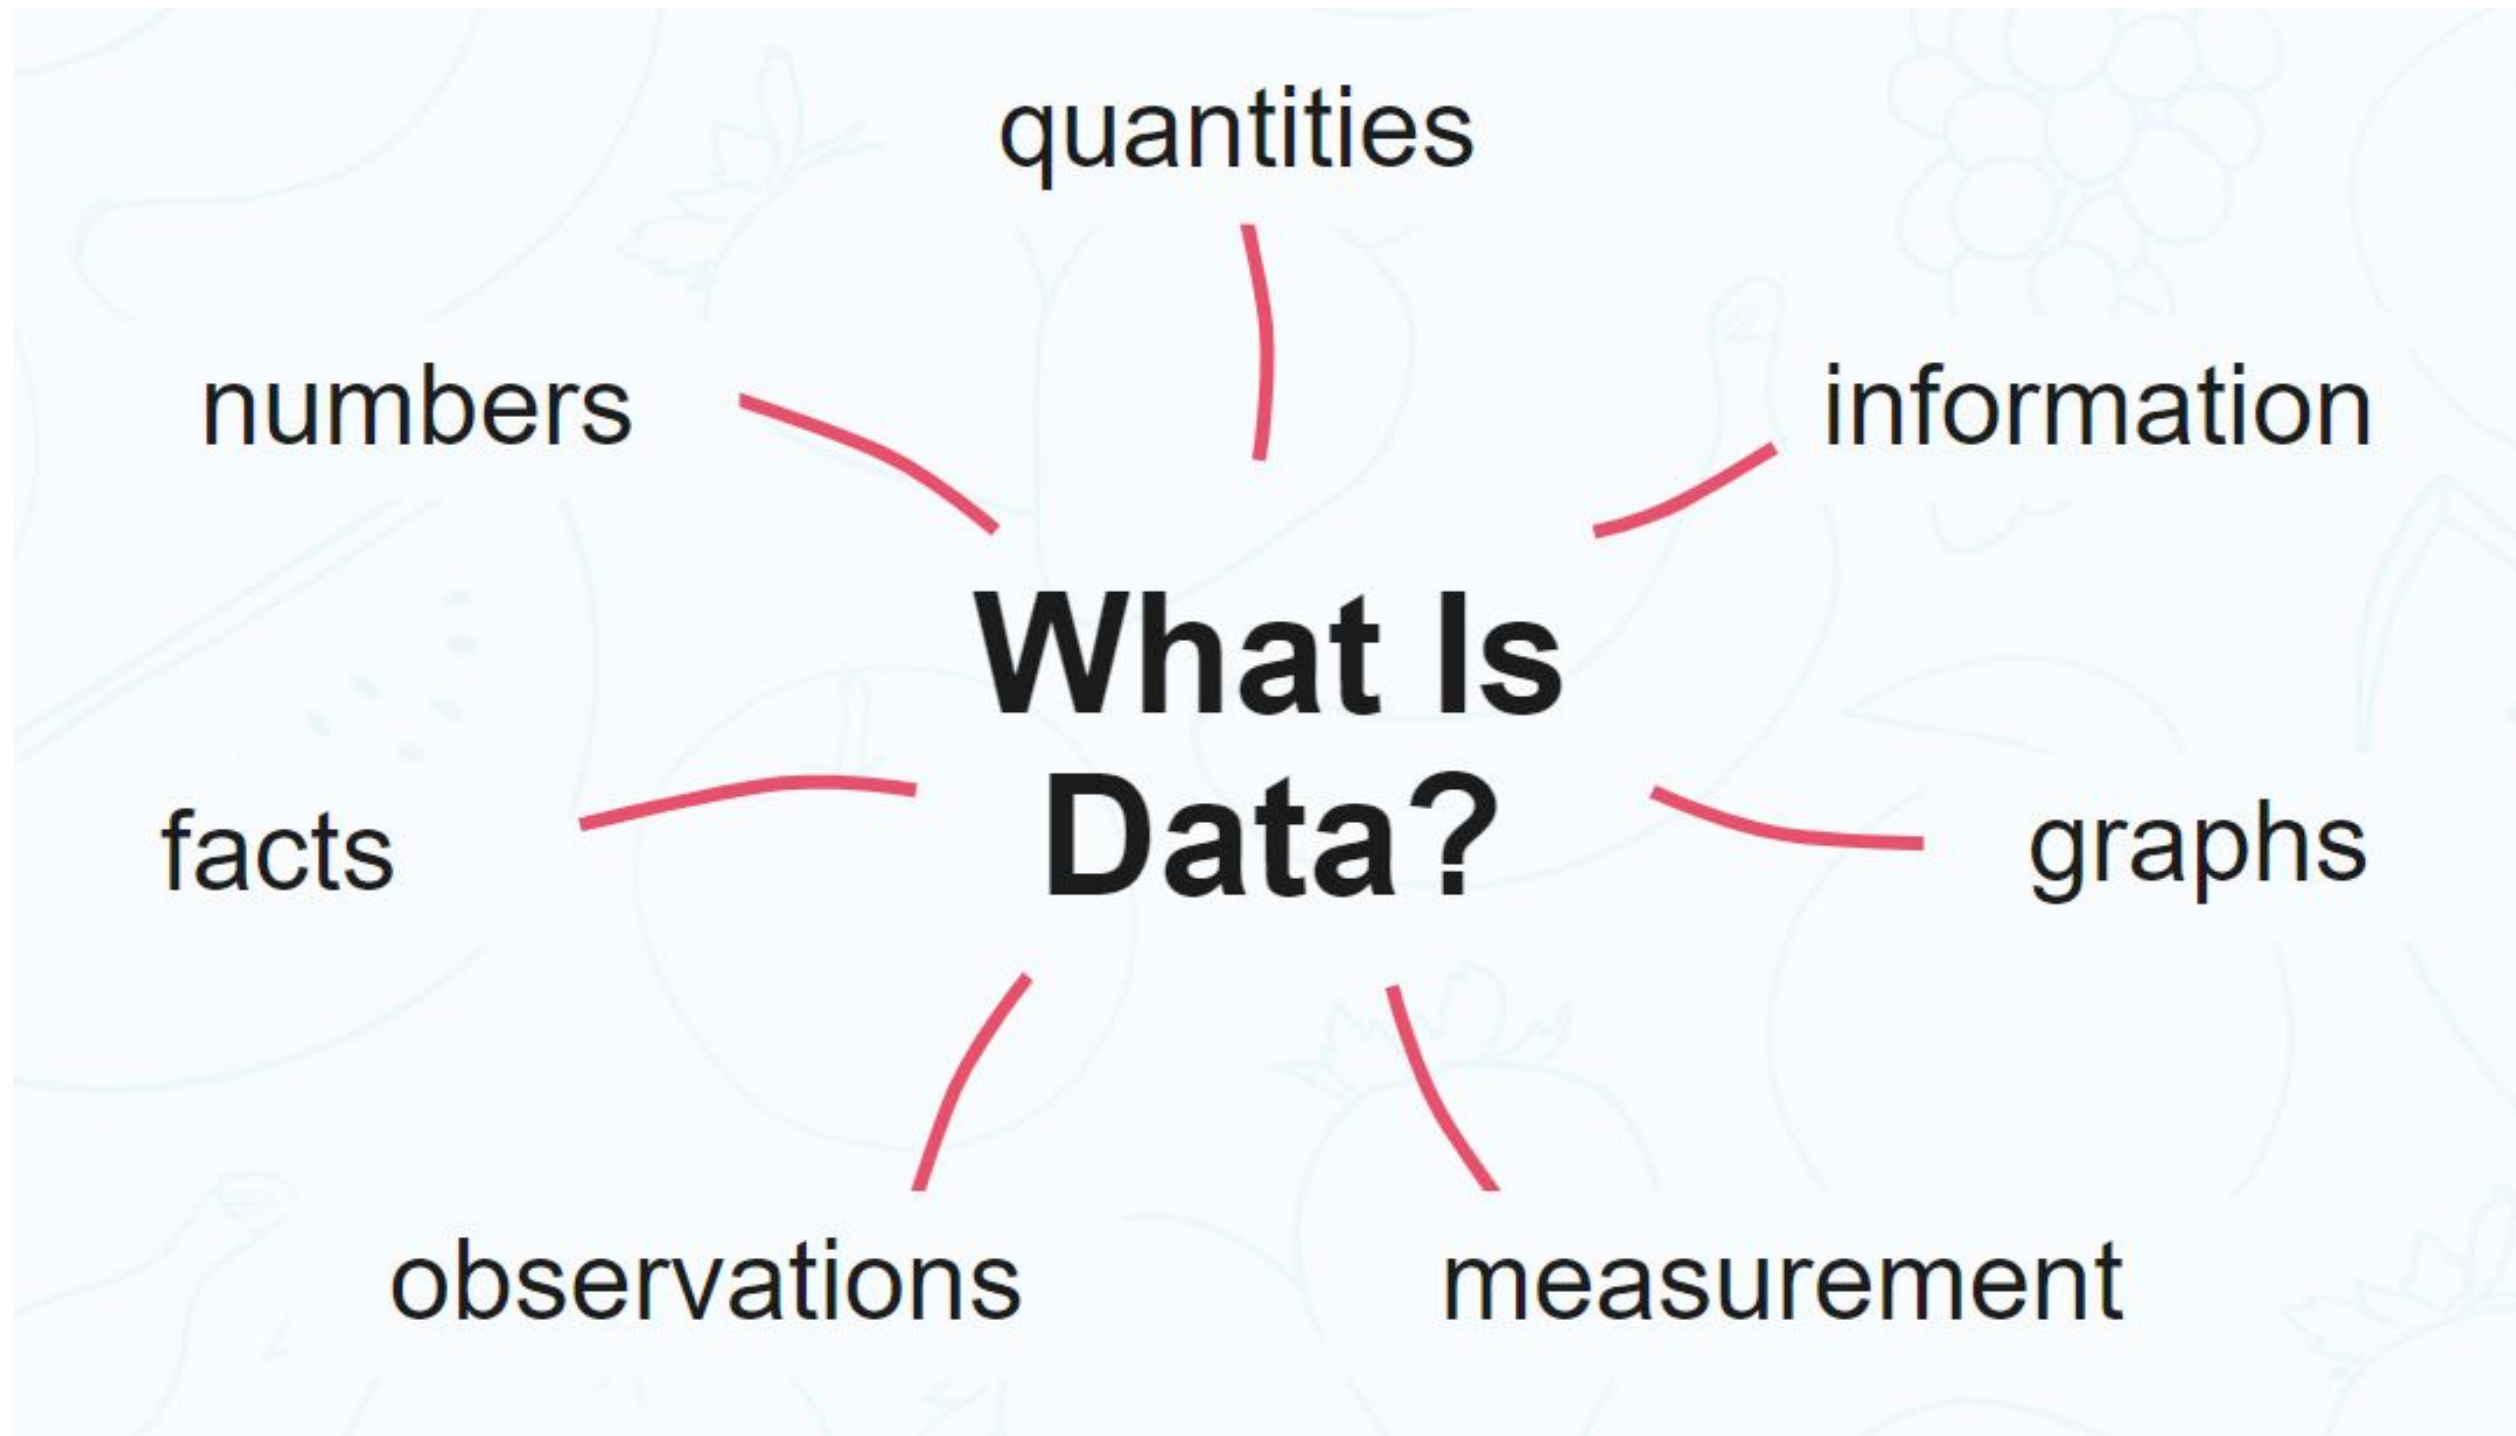 quantities
numbers
information
What Is
Data?
facts
graphs
observations
measurement